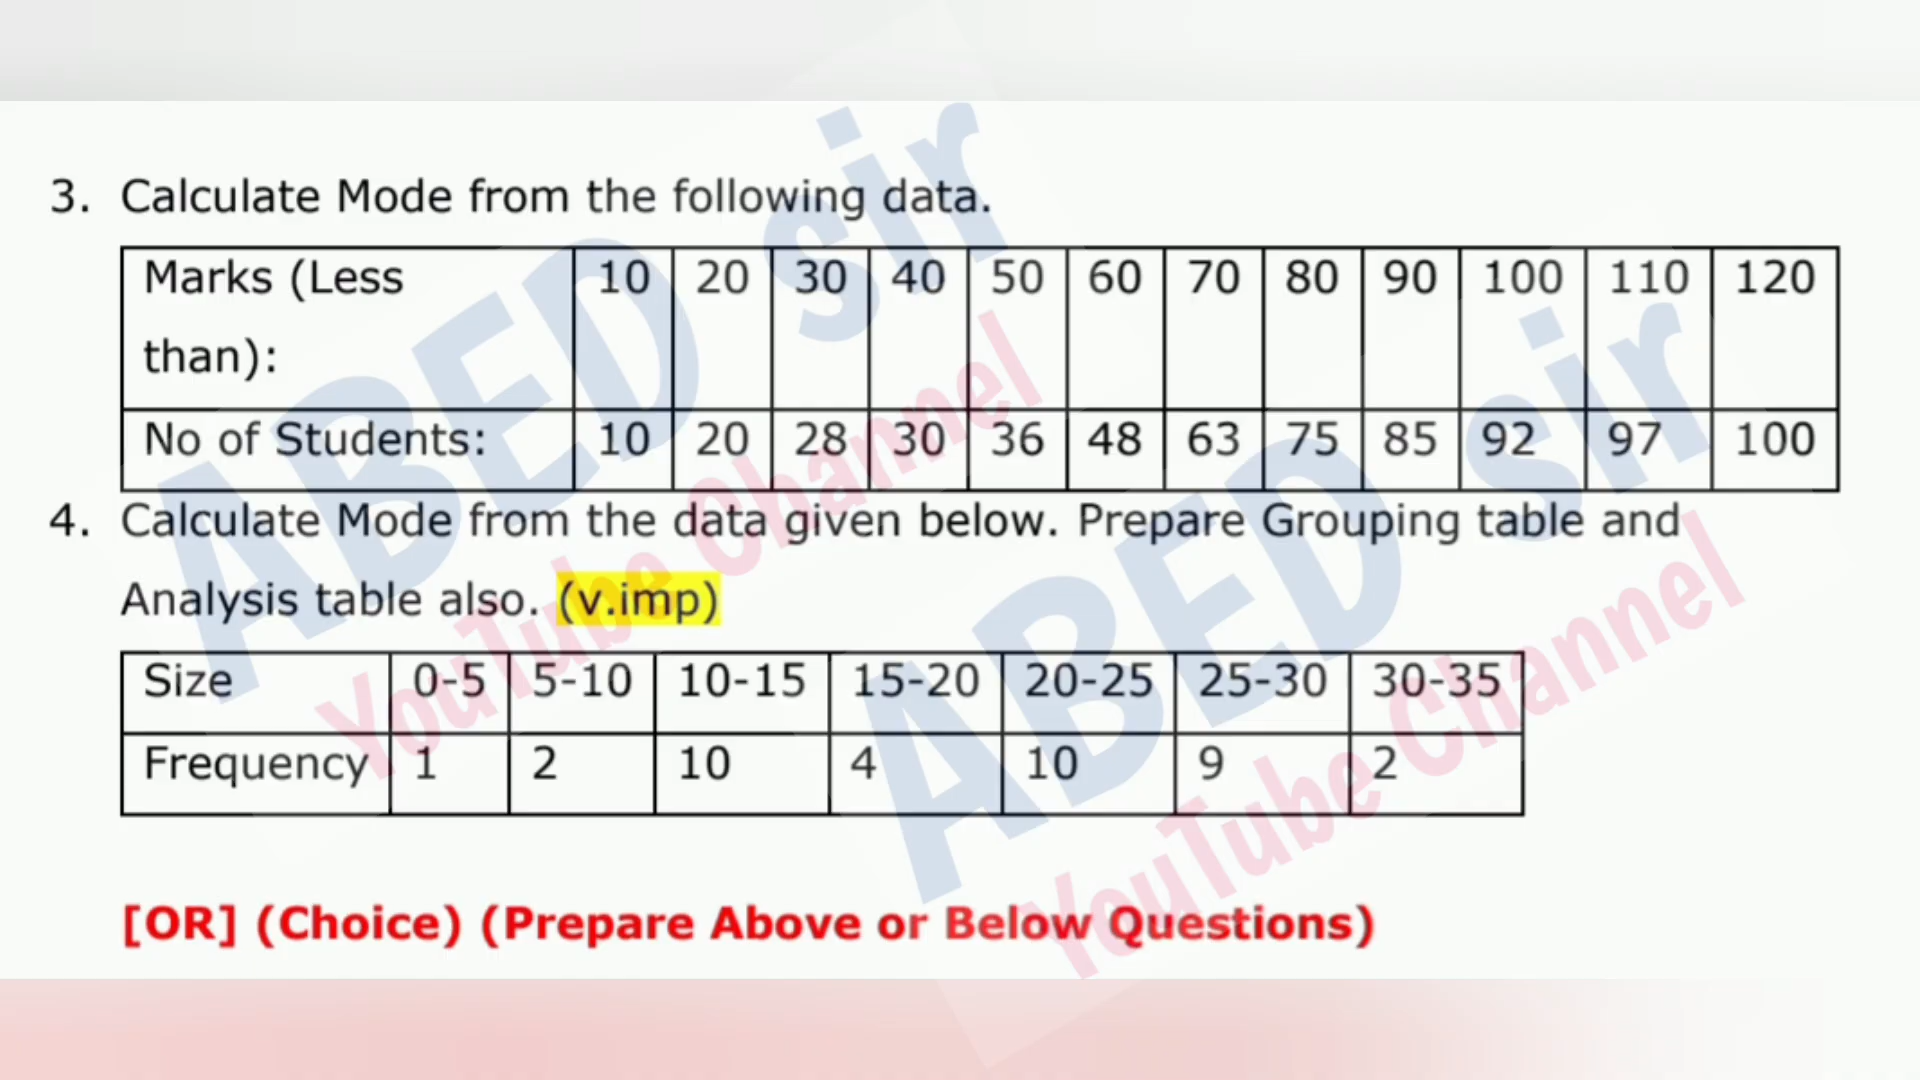 3. Calculate Mode from the following data.
Marks (Less than): 10 20 30 40 50 60 70 80 90 100 110 120
No of Students: 10 20 28 30 36 48 63 75 85 92 97 100
4. Calculate Mode from the data given below. Prepare Grouping table and
Analysis table also. (v.imp)
Size 0-5 5-10 10-15 15-20 20-25 25-30 30-35
Frequency 1 2 10 4 10 9 2
[OR] (Choice) (Prepare Above or Below Questions)
ABED sir
YouTube Channel
ABED sir
YouTube Channel